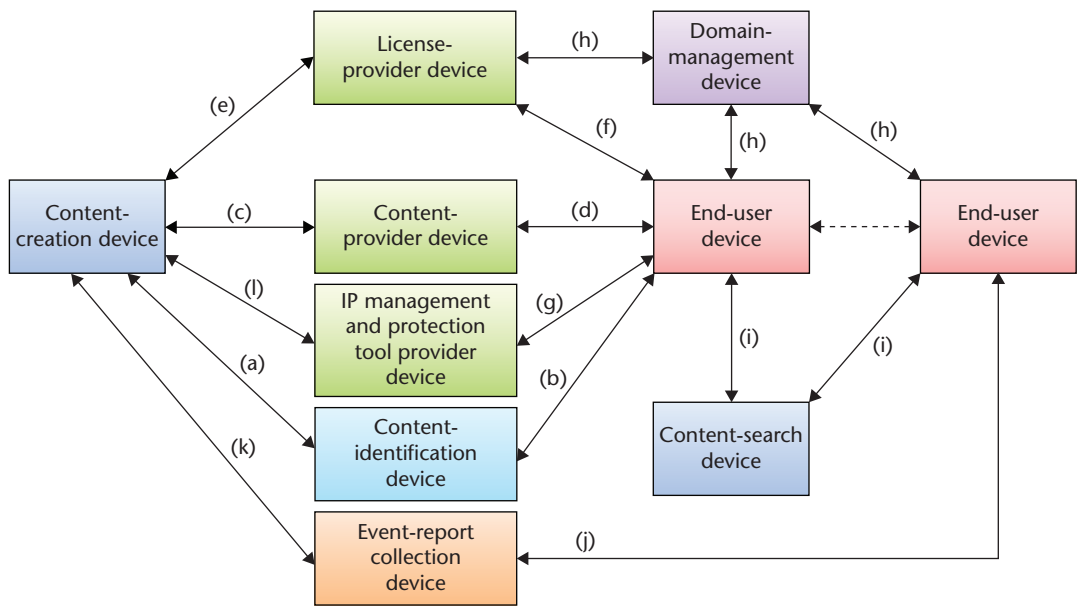 License-
provider device
(h)
Domain-
management
device
(e)
(f)
(h)
(h)
Content-
creation device
(c)
Content-
provider device
(d)
End-user
device
End-user
device
(l)
IP management
and protection
tool provider
device
(g)
(i)
(i)
(a)
(b)
Content-
identification
device
Content-search
device
(k)
Event-report
collection
device
(j)